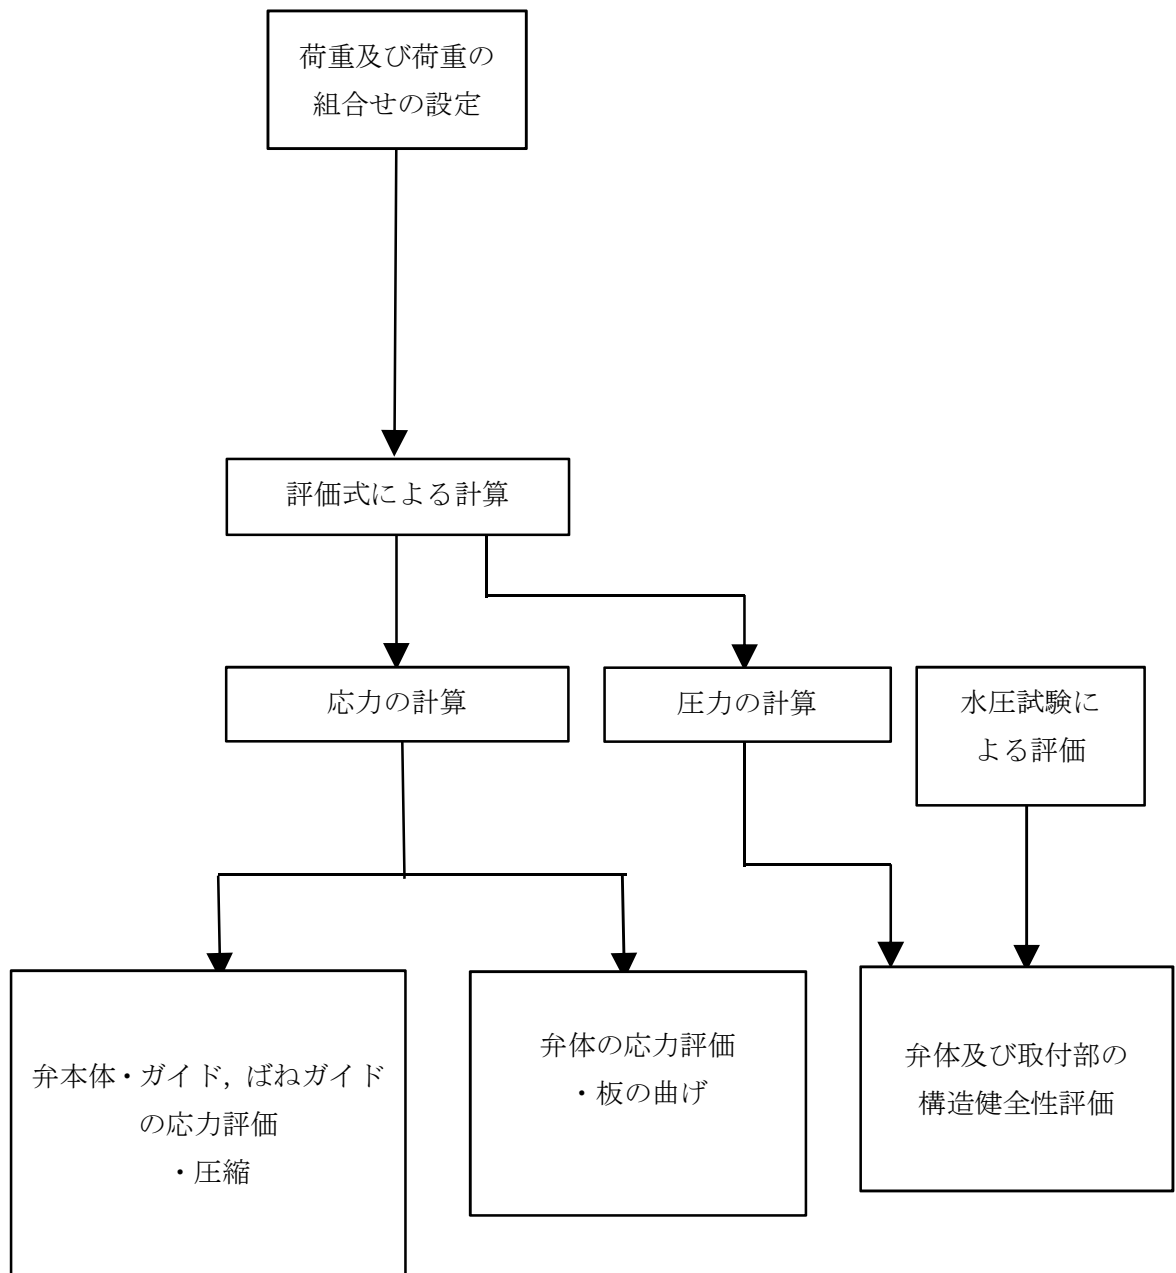 荷重及び荷重の
組合せの設定
評価式による計算
応力の計算
圧力の計算
水圧試験に
よる評価
弁本体・ガイド, ばねガイド
の応力評価
・圧縮
弁体の応力評価
・板の曲げ
弁体及び取付部の
構造健全性評価